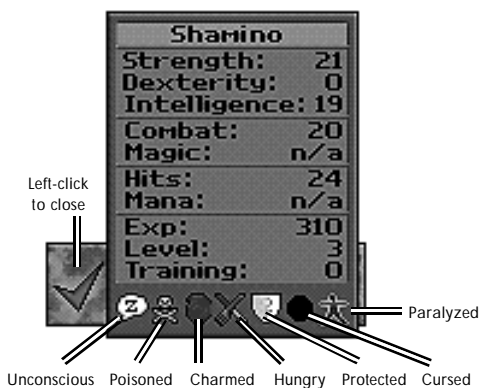 Shamino
Strength: 21
Dexterity: 0
Intelligence: 19
Combat: 20
Magic: n/a
Hits: 24
Mana: n/a
Exp: 310
Level: 3
Training: 0
Left-click
to close
Paralyzed
Unconscious Poisoned Charmed Hungry Protected Cursed